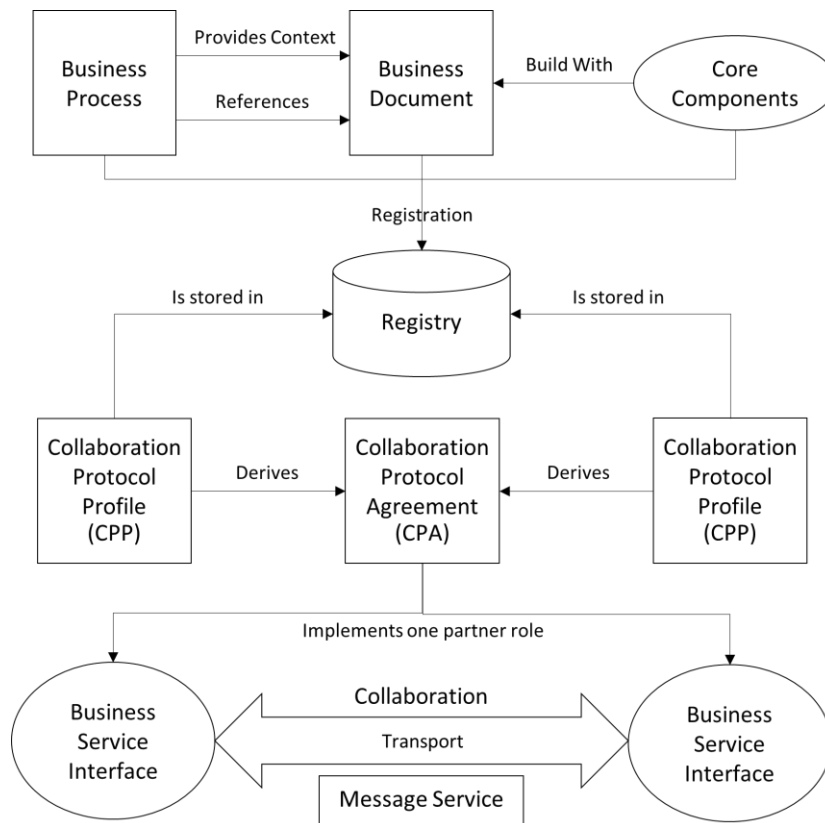 Provides Context
Business
Process
References
Business
Document
Build With
Core
Components
Registration
Is stored in
Registry
Is stored in
Collaboration
Protocol
Profile
(CPP)
Derives
Collaboration
Protocol
Agreement
(CPA)
Derives
Collaboration
Protocol
Profile
(CPP)
Implements one partner role
Business
Service
Interface
Collaboration
Transport
Message Service
Business
Service
Interface